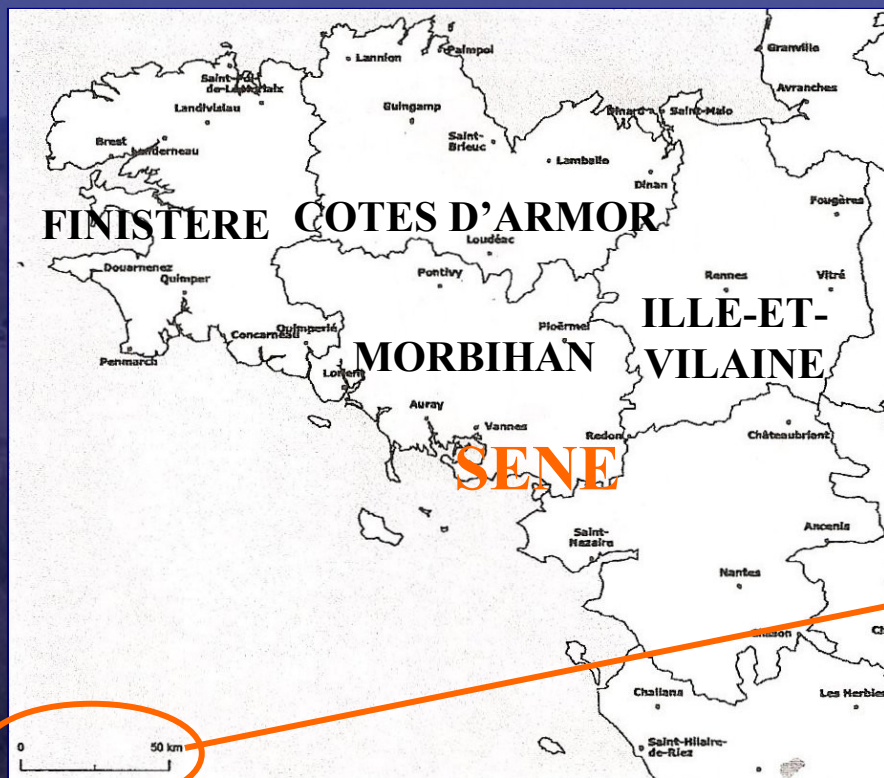 Paimpol
Lannion
Granville
Saint-Pol-
de-Léon
Morlaix
Avranches
Landivisiau
Guingamp
Dinard
Saint-Malo
Saint-
Brieuc
Brest
Landerneau
Lamballe
Dinan
Fougères
FINISTERE
COTES D’ARMOR
Loudéac
Douarnenez
Quimper
Pontivy
Rennes
Vitré
ILLE-ET-
VILAINE
Ploërmel
Concarneau
Quimperlé
MORBIHAN
Penmarch
Lorient
Auray
Vannes
Redon
Châteaubriant
SENE
Saint-
Nazaire
Ancenis
Nantes
Challans
Les Herbier
0
50 km
Saint-Hilaire-
de-Riez